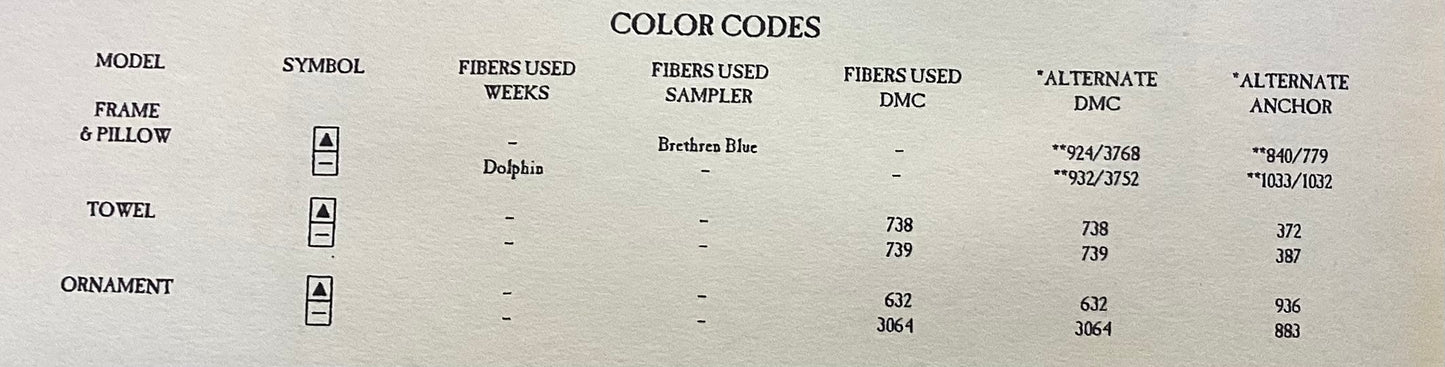 COLOR CODES
MODEL SYMBOL FIBERS USED WEEKS FIBERS USED SAMPLER FIBERS USED DMC *ALTERNATE DMC *ALTERNATE ANCHOR
FRAME & PILLOW ▲ – Brethren Blue – **924/3768 **840/779
– Dolphin – – **932/3752 **1033/1032
TOWEL ▲ – – 738 738 372
– – – 739 739 387
ORNAMENT ▲ – – 632 632 936
– – – 3064 3064 883